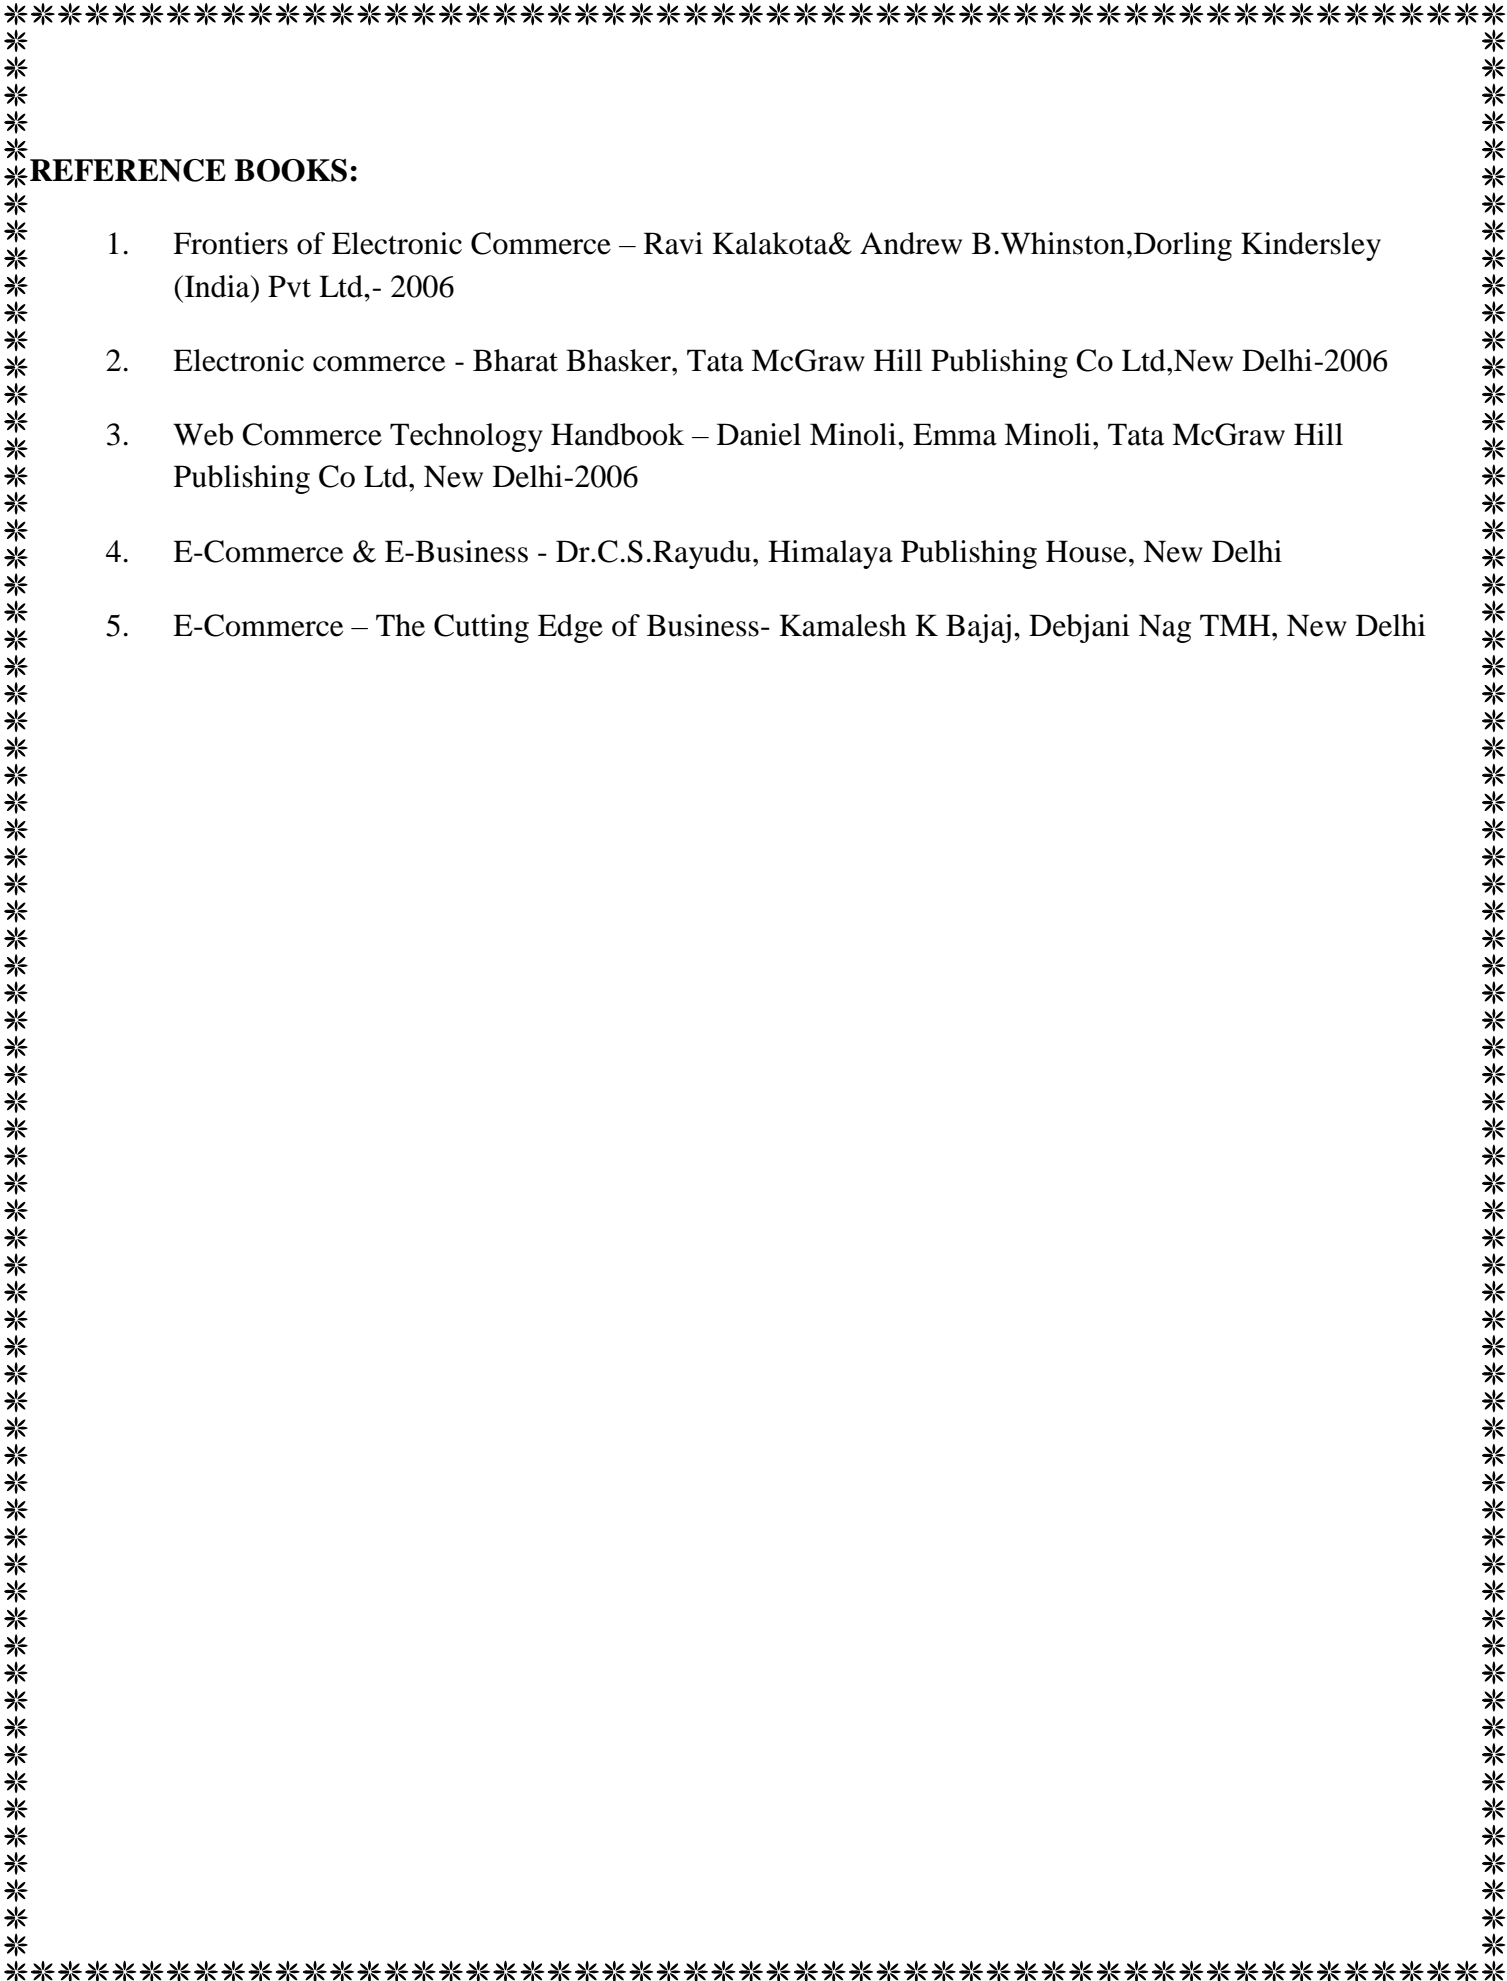 REFERENCE BOOKS:
1. Frontiers of Electronic Commerce – Ravi Kalakota& Andrew B.Whinston,Dorling Kindersley
(India) Pvt Ltd,- 2006
2. Electronic commerce - Bharat Bhasker, Tata McGraw Hill Publishing Co Ltd,New Delhi-2006
3. Web Commerce Technology Handbook – Daniel Minoli, Emma Minoli, Tata McGraw Hill
Publishing Co Ltd, New Delhi-2006
4. E-Commerce & E-Business - Dr.C.S.Rayudu, Himalaya Publishing House, New Delhi
5. E-Commerce – The Cutting Edge of Business- Kamalesh K Bajaj, Debjani Nag TMH, New Delhi